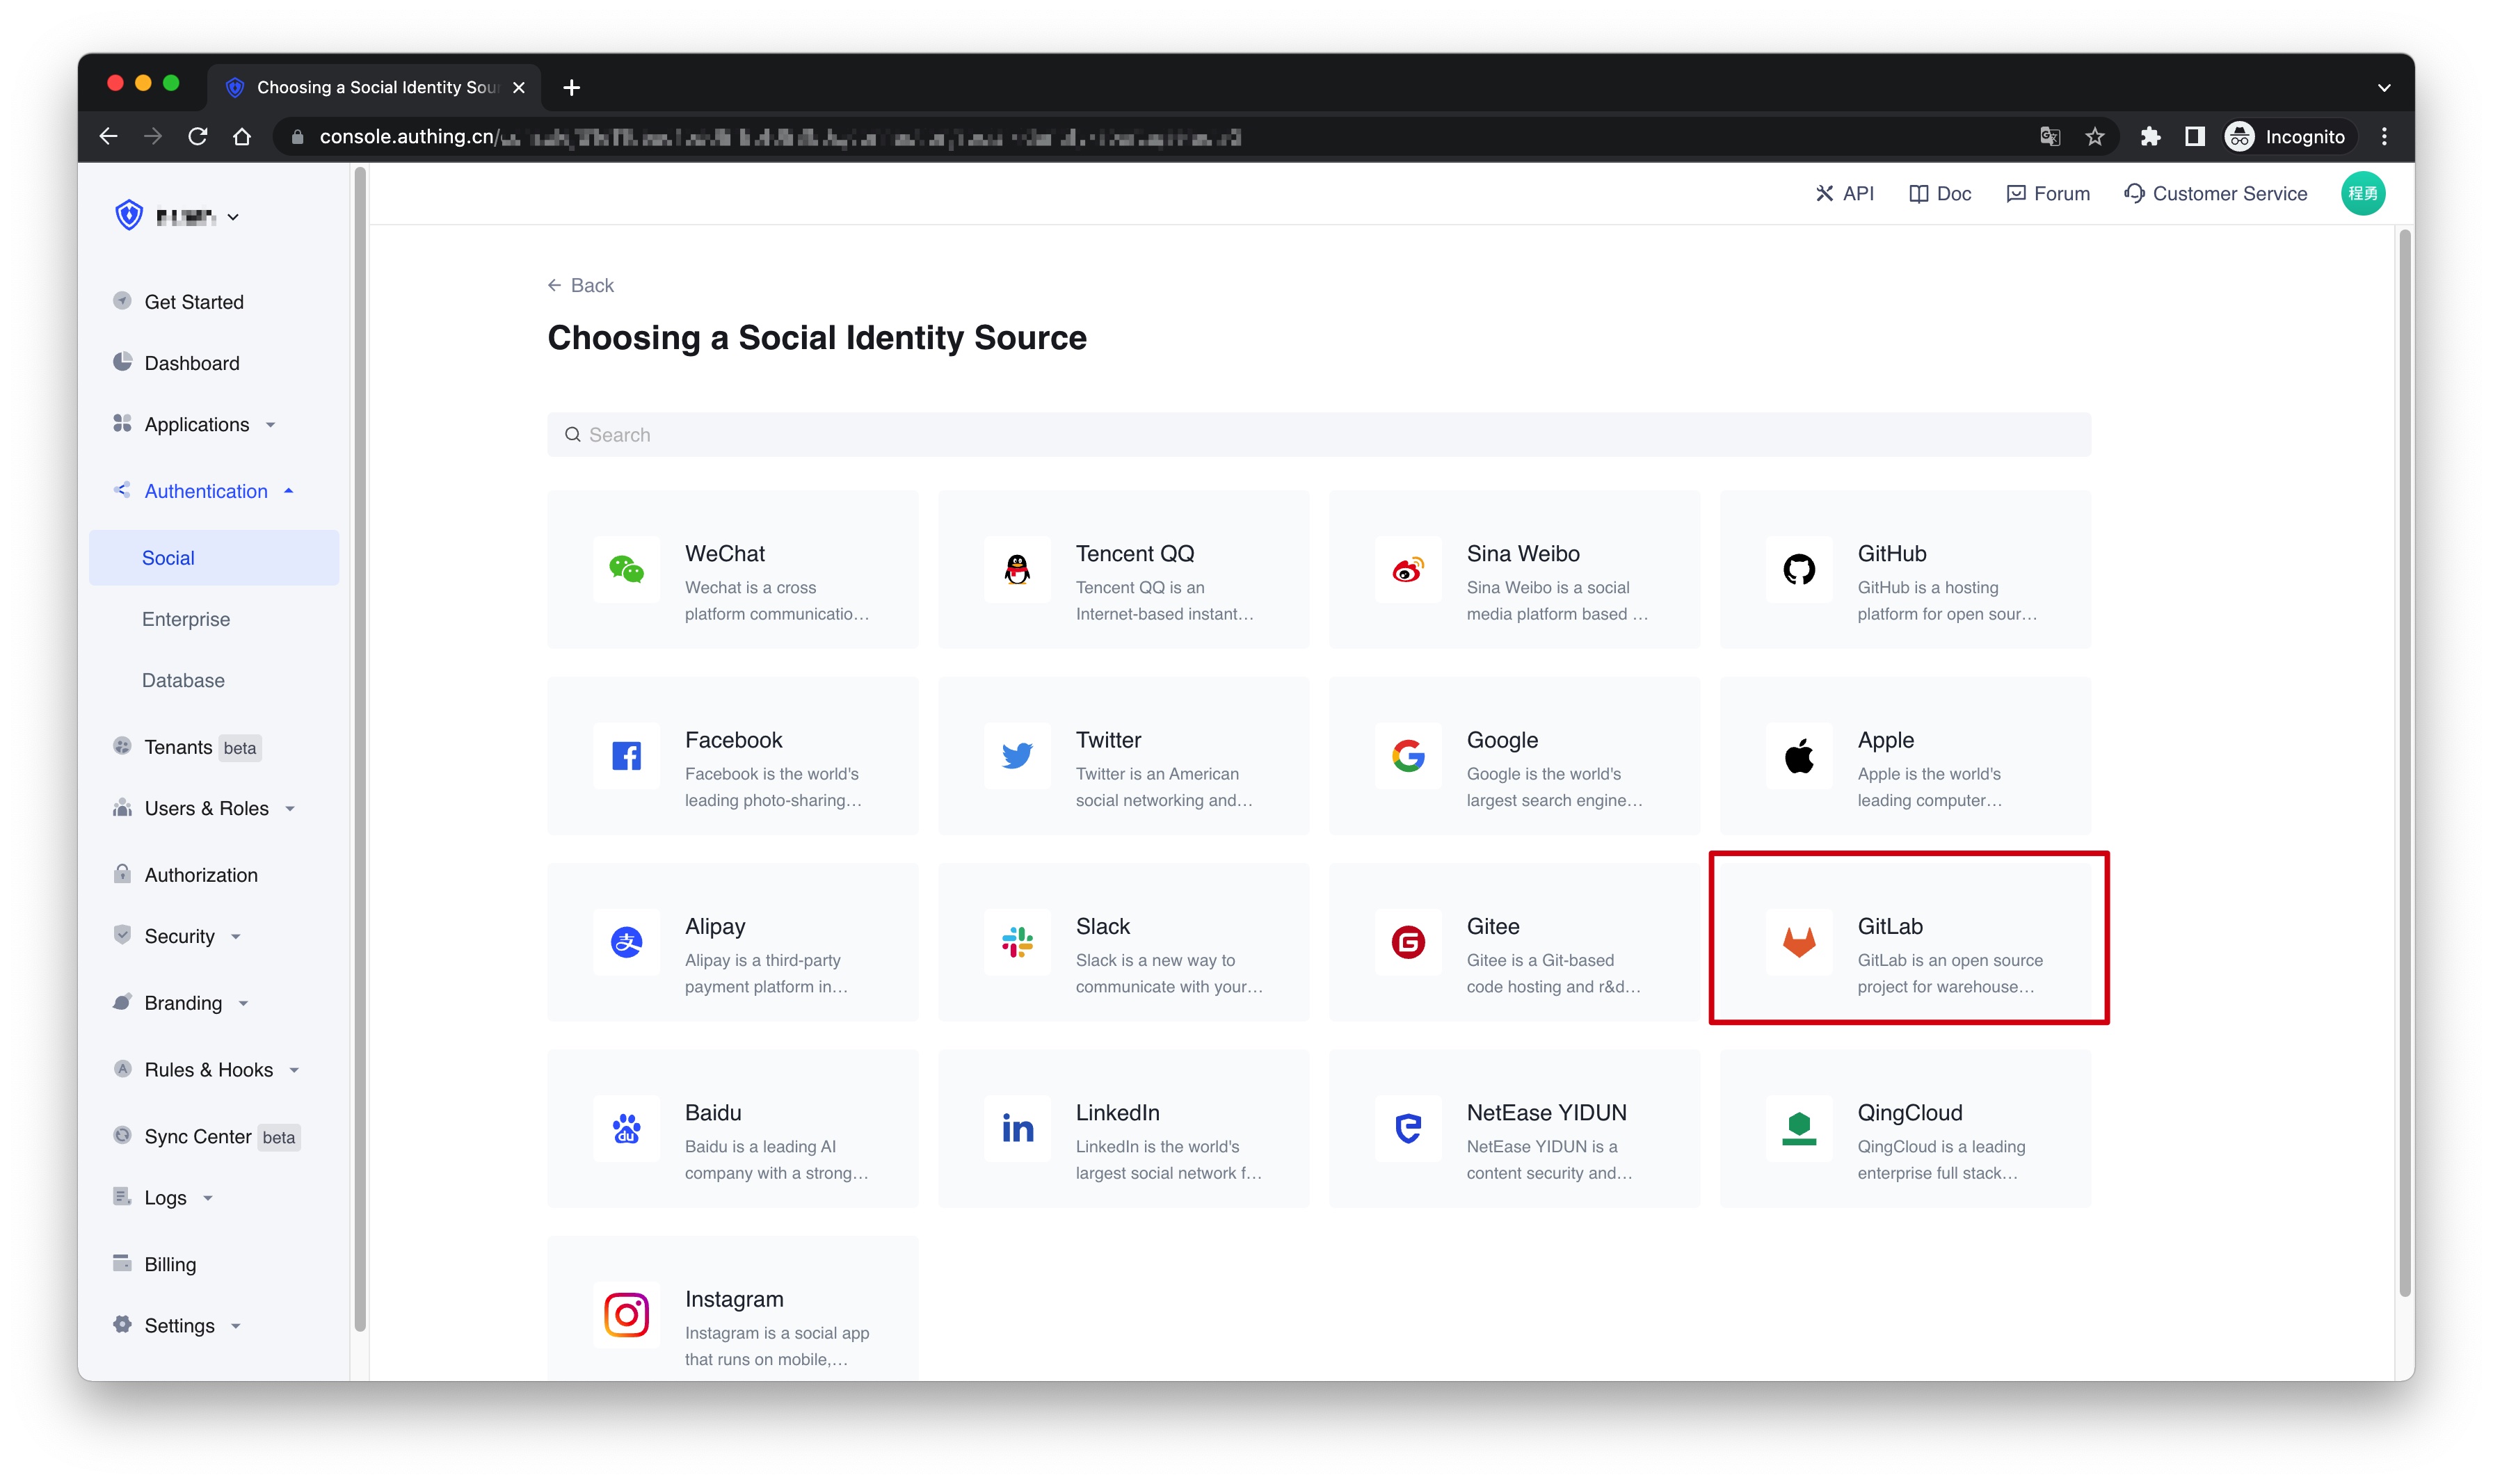 Choosing a Social Identity Sou
console.authing.cn/
Incognito
API
Doc
Forum
Customer Service
程勇
Get Started
Dashboard
Applications
Authentication
Social
Enterprise
Database
Tenants beta
Users & Roles
Authorization
Security
Branding
Rules & Hooks
Sync Center beta
Logs
Billing
Settings
Back
Choosing a Social Identity Source
Search
WeChat
Wechat is a cross
platform communicatio...
Tencent QQ
Tencent QQ is an
Internet-based instant...
Sina Weibo
Sina Weibo is a social
media platform based ...
GitHub
GitHub is a hosting
platform for open sour...
Facebook
Facebook is the world's
leading photo-sharing...
Twitter
Twitter is an American
social networking and...
Google
Google is the world's
largest search engine...
Apple
Apple is the world's
leading computer...
Alipay
Alipay is a third-party
payment platform in...
Slack
Slack is a new way to
communicate with your...
Gitee
Gitee is a Git-based
code hosting and r&d...
GitLab
GitLab is an open source
project for warehouse...
Baidu
Baidu is a leading AI
company with a strong...
LinkedIn
LinkedIn is the world's
largest social network f...
NetEase YIDUN
NetEase YIDUN is a
content security and...
QingCloud
QingCloud is a leading
enterprise full stack...
Instagram
Instagram is a social app
that runs on mobile,...